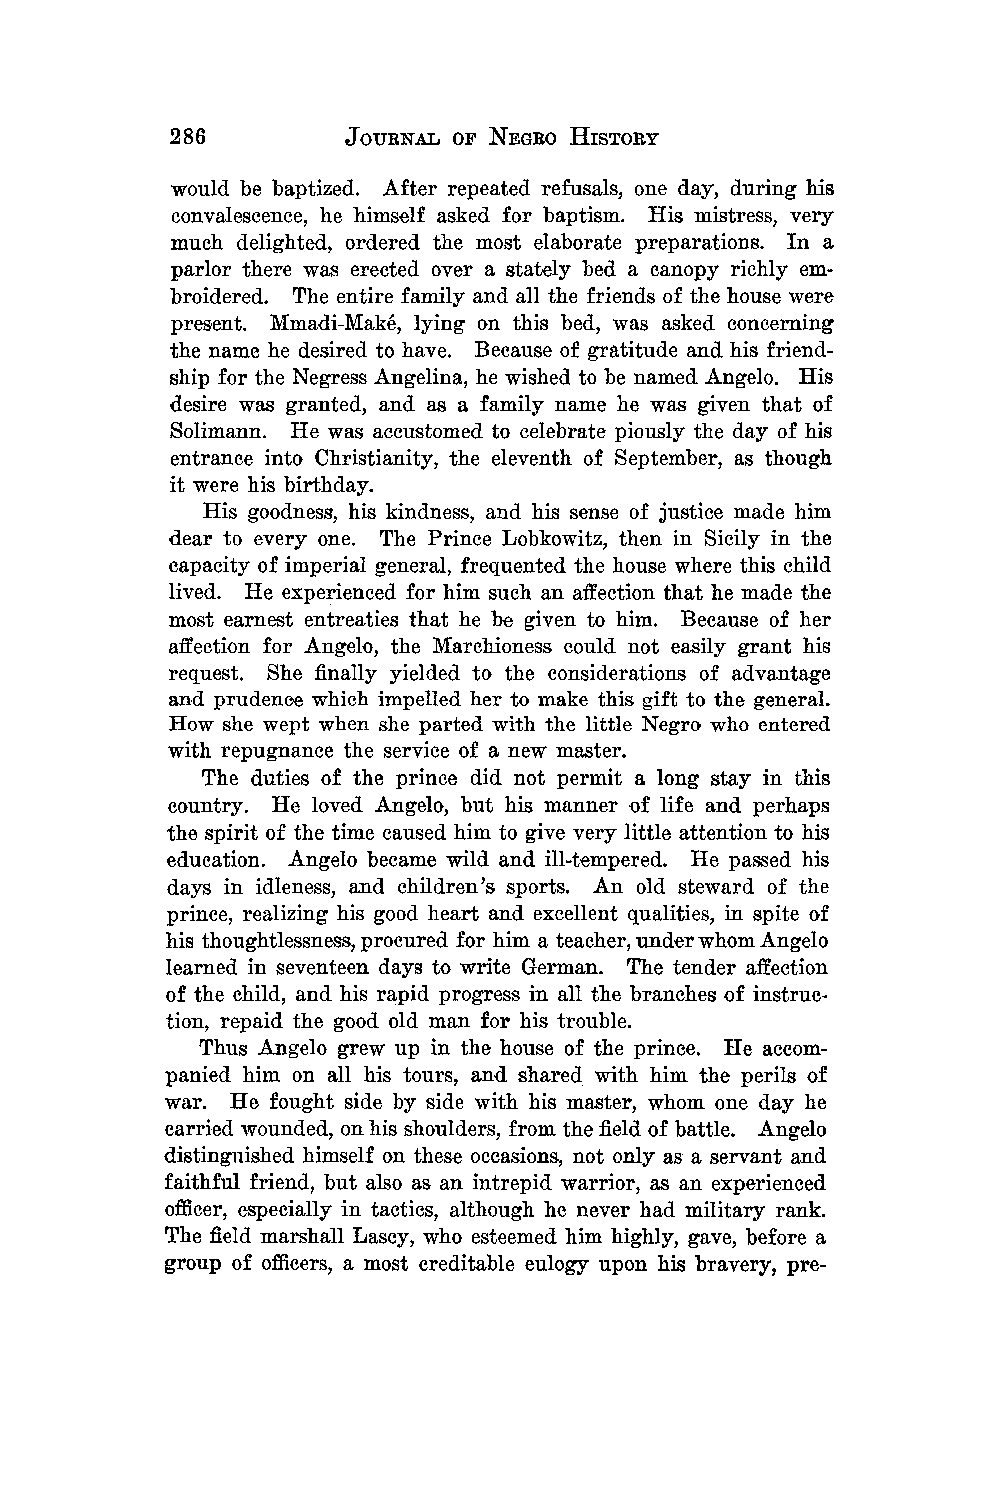 286 JOURNAL OF NEGRO HISTORY
would be baptized. After repeated refusals, one day, during his
convalescence, he himself asked for baptism. His mistress, very
much delighted, ordered the most elaborate preparations. In a
parlor there was erected over a stately bed a canopy richly em-
broidered. The entire family and all the friends of the house were
present. Mmadi-Maké, lying on this bed, was asked concerning
the name he desired to have. Because of gratitude and his friend-
ship for the Negress Angelina, he wished to be named Angelo. His
desire was granted, and as a family name he was given that of
Solimann. He was accustomed to celebrate piously the day of his
entrance into Christianity, the eleventh of September, as though
it were his birthday.
His goodness, his kindness, and his sense of justice made him
dear to every one. The Prince Lobkowitz, then in Sicily in the
capacity of imperial general, frequented the house where this child
lived. He experienced for him such an affection that he made the
most earnest entreaties that he be given to him. Because of her
affection for Angelo, the Marchioness could not easily grant his
request. She finally yielded to the considerations of advantage
and prudence which impelled her to make this gift to the general.
How she wept when she parted with the little Negro who entered
with repugnance the service of a new master.
The duties of the prince did not permit a long stay in this
country. He loved Angelo, but his manner of life and perhaps
the spirit of the time caused him to give very little attention to his
education. Angelo became wild and ill-tempered. He passed his
days in idleness, and children's sports. An old steward of the
prince, realizing his good heart and excellent qualities, in spite of
his thoughtlessness, procured for him a teacher, under whom Angelo
learned in seventeen days to write German. The tender affection
of the child, and his rapid progress in all the branches of instruc-
tion, repaid the good old man for his trouble.
Thus Angelo grew up in the house of the prince. He accom-
panied him on all his tours, and shared with him the perils of
war. He fought side by side with his master, whom one day he
carried wounded, on his shoulders, from the field of battle. Angelo
distinguished himself on these occasions, not only as a servant and
faithful friend, but also as an intrepid warrior, as an experienced
officer, especially in tactics, although he never had military rank.
The field marshall Lascy, who esteemed him highly, gave, before a
group of officers, a most creditable eulogy upon his bravery, pre-